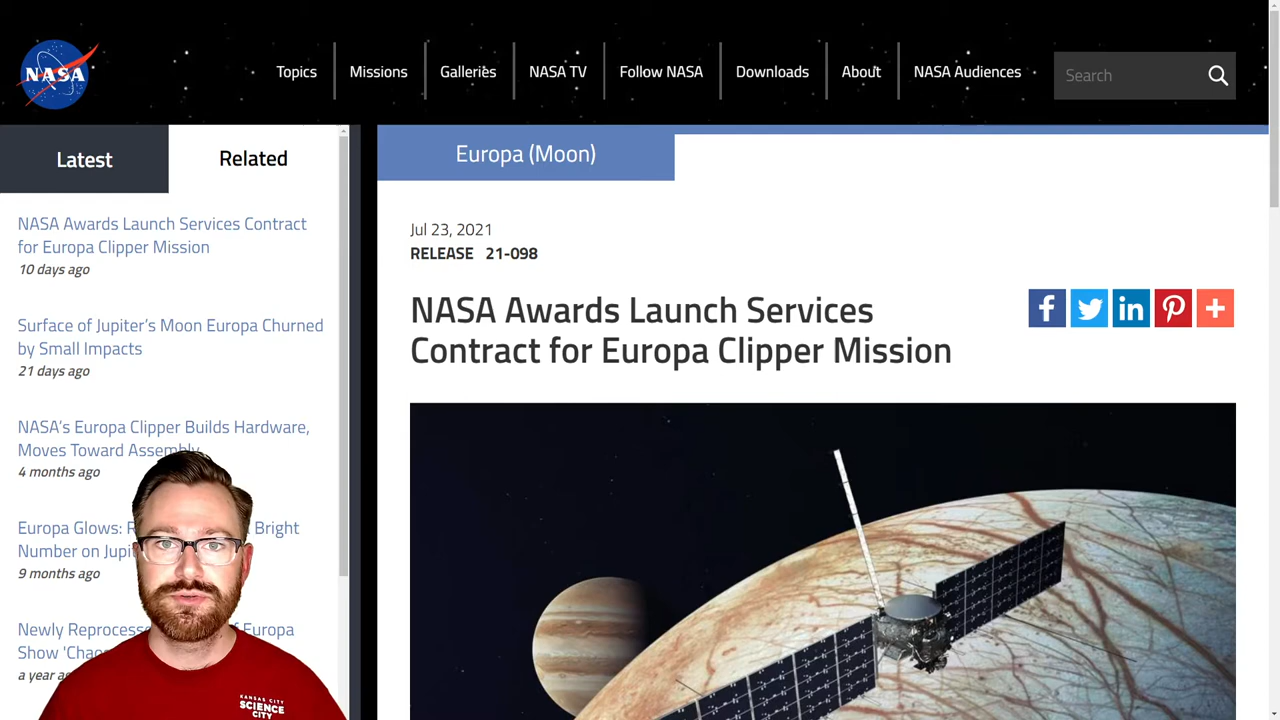 NASA
Topics
Missions
Galleries
NASA TV
Follow NASA
Downloads
About
NASA Audiences
Search
Latest
Related
NASA Awards Launch Services Contract
for Europa Clipper Mission
10 days ago
Surface of Jupiter’s Moon Europa Churned
by Small Impacts
21 days ago
NASA’s Europa Clipper Builds Hardware,
Moves Toward Assembly
4 months ago
Europa Glows: Bright
Number on
9 months ago
Newly Europa
Show
a year
KANSAS CITY
SCIENCE
CITY
Europa (Moon)
Jul 23, 2021
RELEASE 21-098
NASA Awards Launch Services
Contract for Europa Clipper Mission